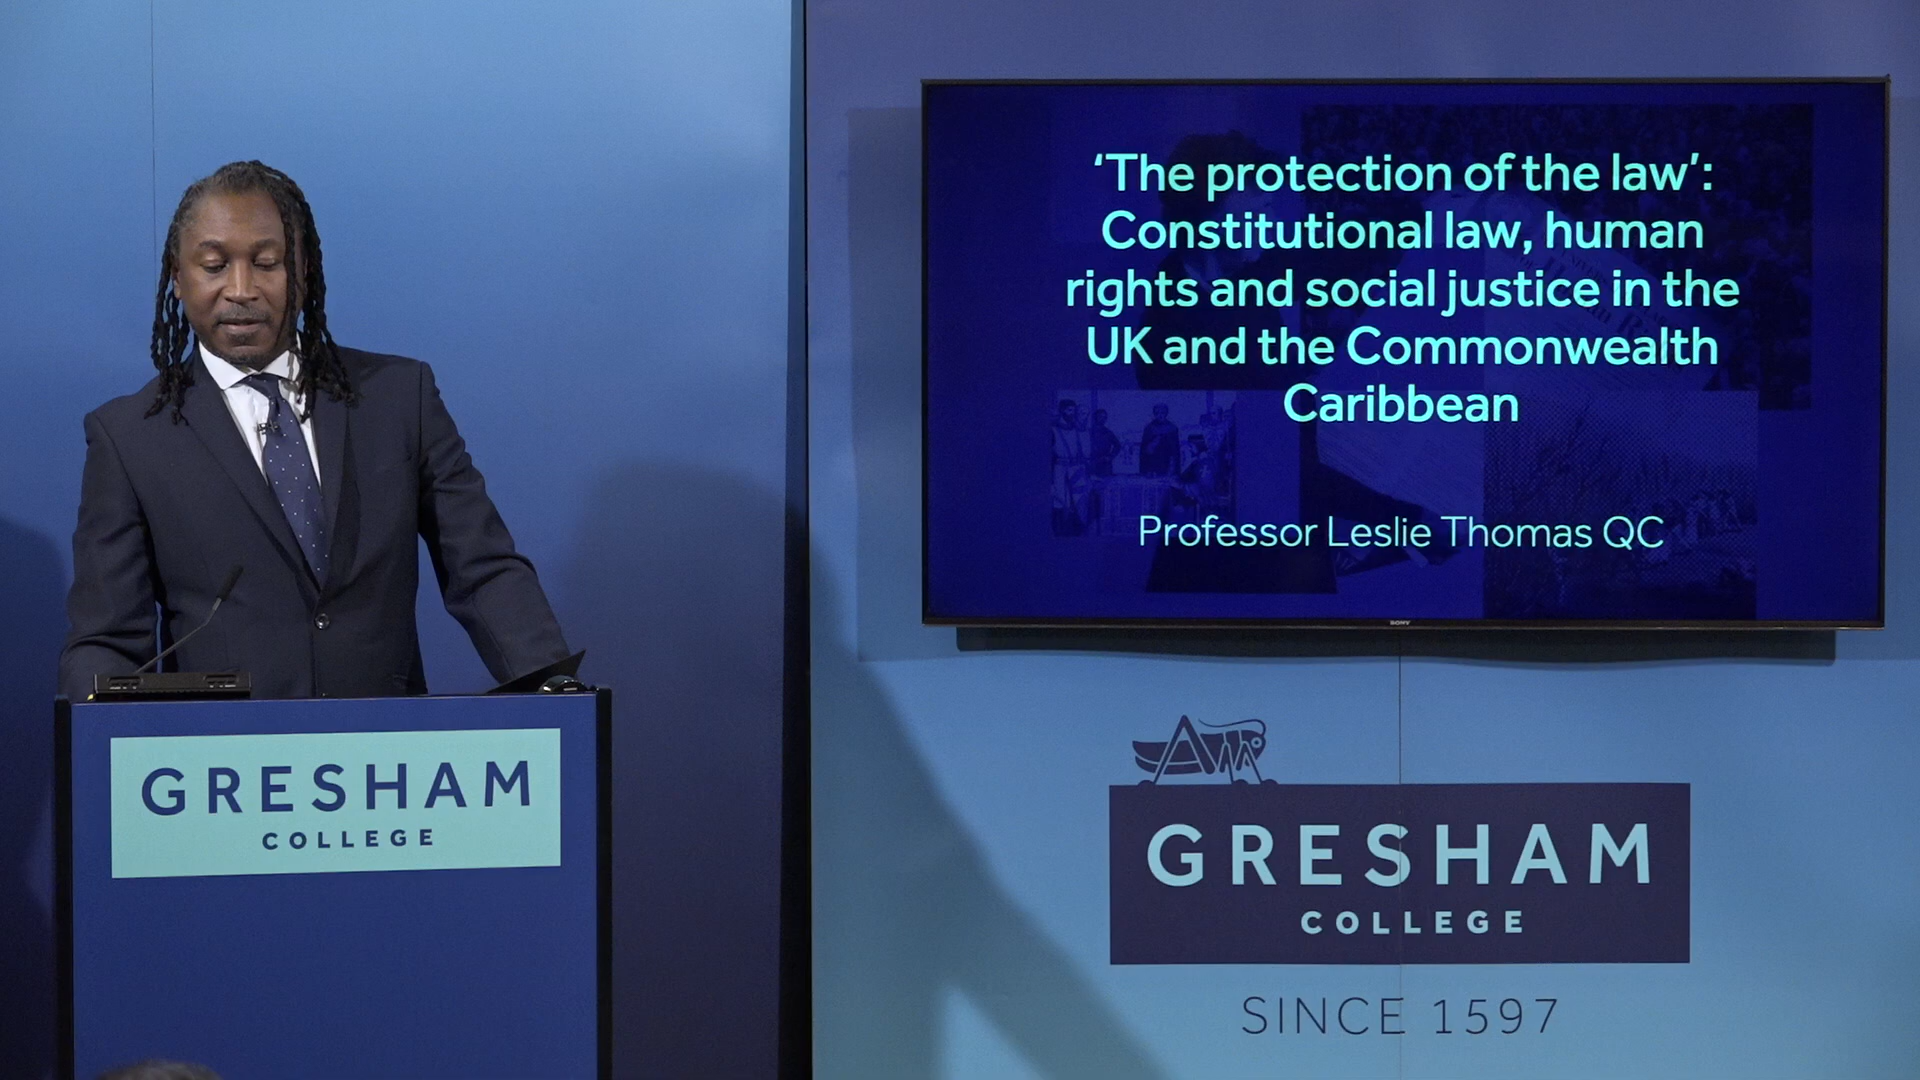 ‘The protection of the law’:
Constitutional law, human
rights and social justice in the
UK and the Commonwealth
Caribbean
Professor Leslie Thomas QC
SONY
GRESHAM
COLLEGE
GRESHAM
COLLEGE
SINCE 1597